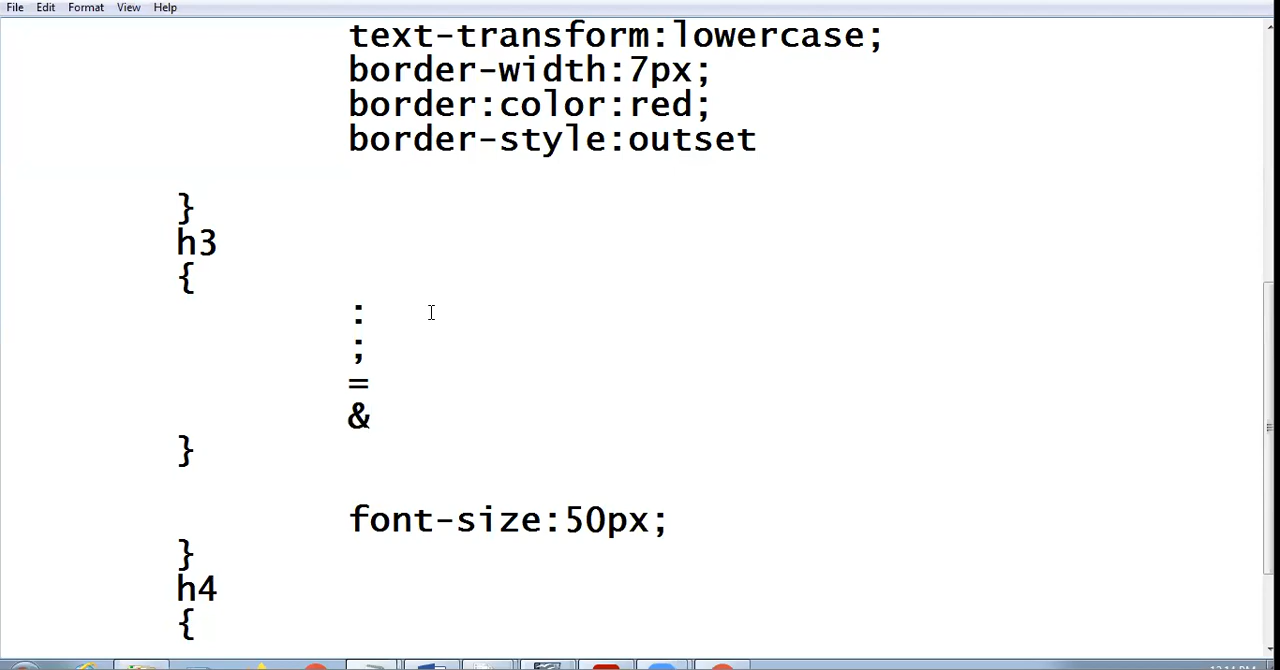 File Edit Format View Help
text-transform:lowercase;
border-width:7px;
border:color:red;
border-style:outset
}
h3
{
:
;
=
&
}
font-size:50px;
}
h4
{